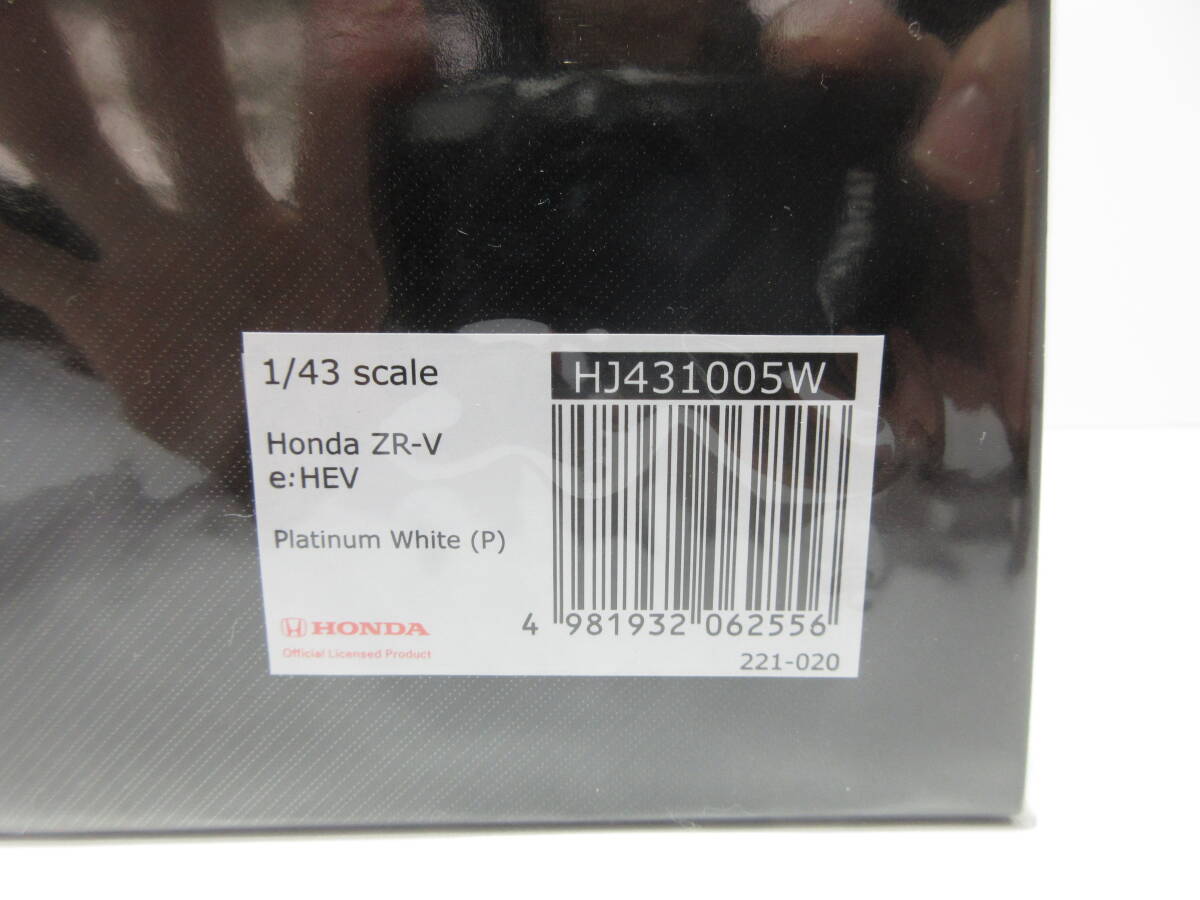 1/43 scale
HJ431005W
Honda ZR-V
e:HEV
Platinum White (P)
HONDA
Official Licensed Product
4 981932 062556
221-020